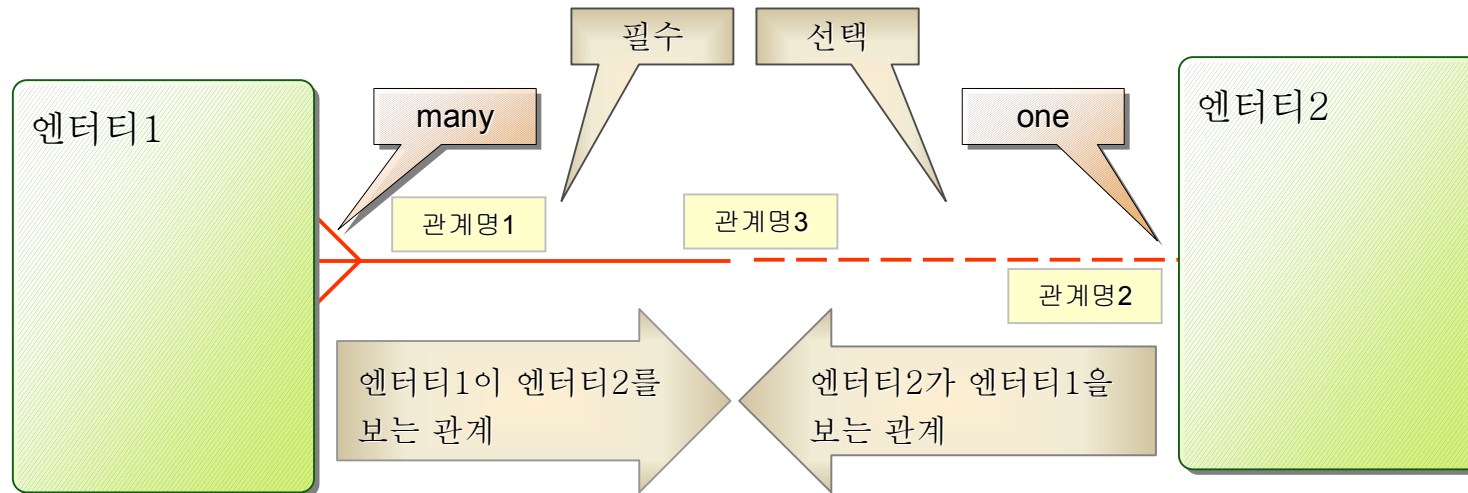 필수
선택
엔터티1
many
one
엔터티2
관계명1
관계명3
관계명2
엔터티1이 엔터티2를
보는 관계
엔터티2가 엔터티1을
보는 관계